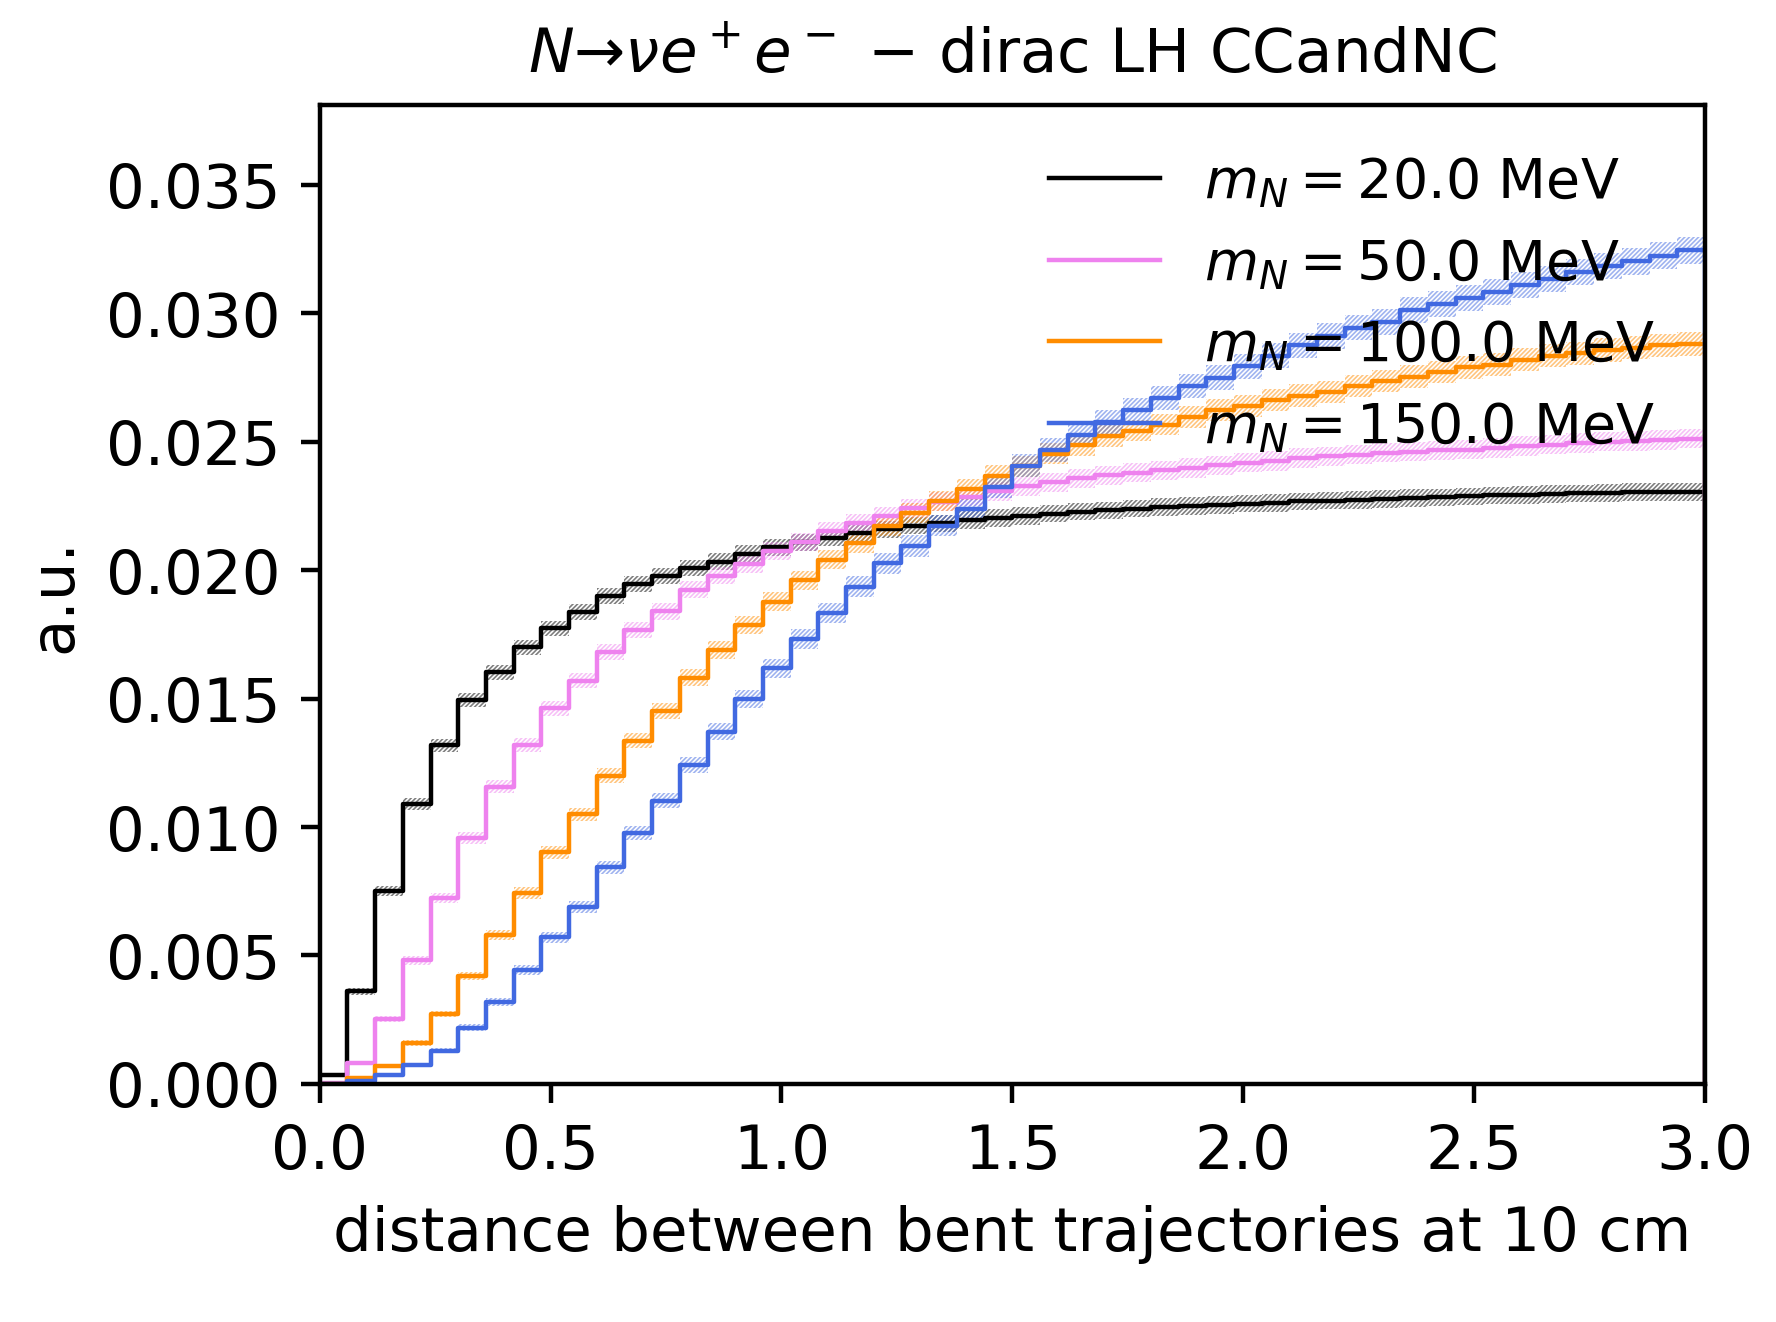 N→νe⁺e⁻ − dirac LH CCandNC
0.035
0.030
0.025
0.020
0.015
0.010
0.005
0.000
a.u.
m_N = 20.0 MeV
m_N = 50.0 MeV
m_N = 100.0 MeV
m_N = 150.0 MeV
0.0 0.5 1.0 1.5 2.0 2.5 3.0
distance between bent trajectories at 10 cm